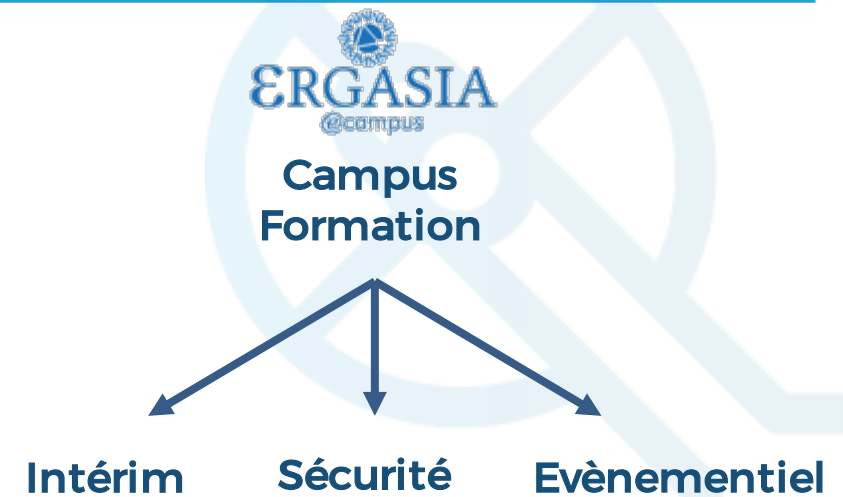 ERGASIA
@campus
Campus
Formation
Intérim Sécurité Evènementiel